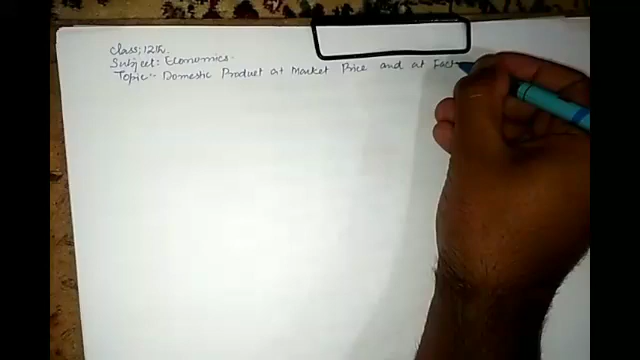 Class; 12th.
Subject: Economics.
Topic:- Domestic Product at Market Price and at Fact